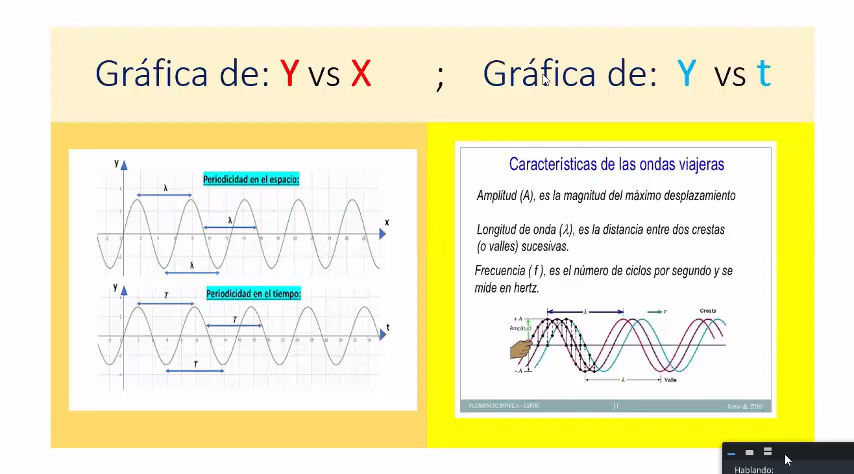 Gráfica de: Y vs X ; Gráfica de: Y vs t
Y
Periodicidad en el espacio:
λ
λ
x
λ
y
Periodicidad en el tiempo:
T
T
t
T
Características de las ondas viajeras
Amplitud (A), es la magnitud del máximo desplazamiento
Longitud de onda (λ), es la distancia entre dos crestas
(o valles) sucesivas.
Frecuencia ( f ), es el número de ciclos por segundo y se
mide en hertz.
λ
Cresta
+ A
Amplitud
- A
λ
Valle
11
Hablando: